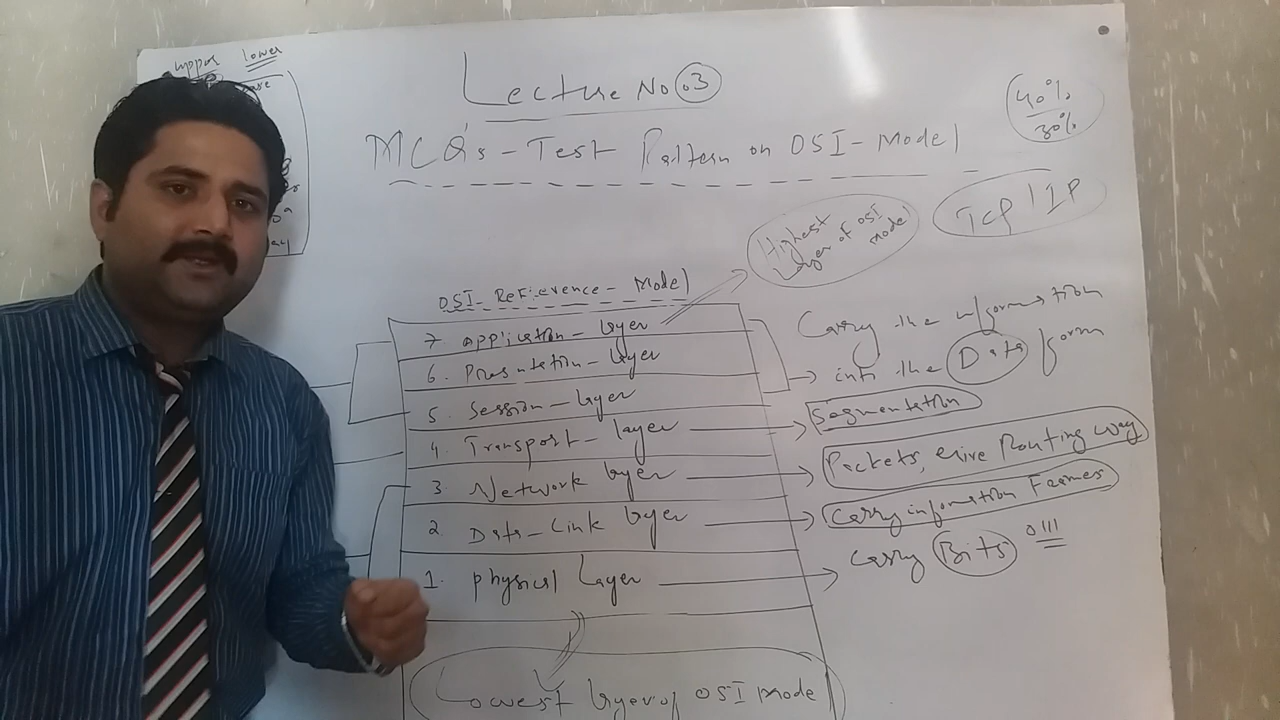 upper lower
Lecture No 03
40%
30%
MCQ's - Test Pattern on OSI - Model
TCP / IP
Highest
Layer of OSI
model
OSI - Reference - Model
7 Application - layer
6. Presentation - layer
5. Session - layer
4. Transport - layer
3 Network layer
2. Data - Link layer
1. Physical Layer
Carry the information
into the Data form
Segmentation
Packets, give Routing way
Carry information Frames
Carry Bits 0111
Lowest layer of OSI mode